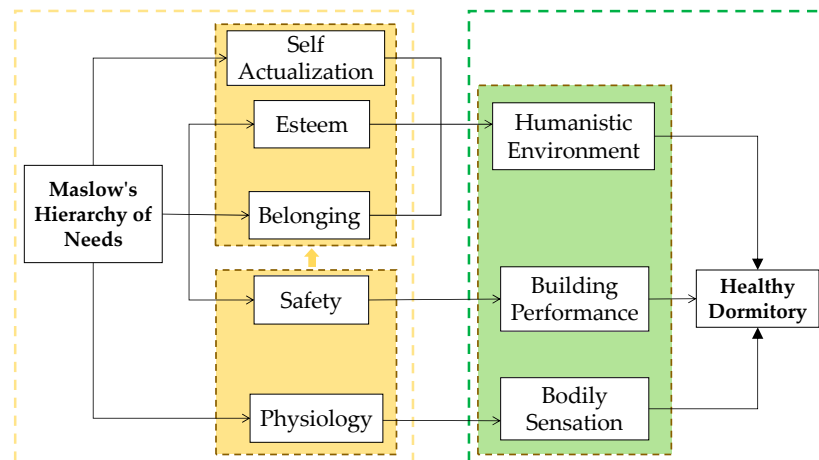 Self
Actualization
Esteem
Humanistic
Environment
Maslow's
Hierarchy of
Needs
Belonging
Safety
Building
Performance
Healthy
Dormitory
Physiology
Bodily
Sensation